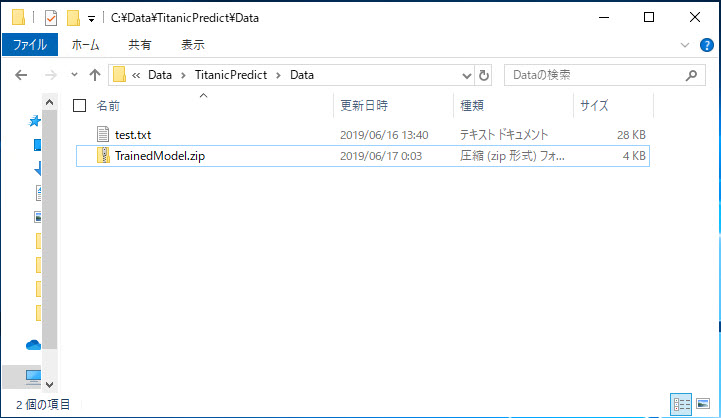 C:¥Data¥TitanicPredict¥Data
ファイル ホーム 共有 表示
« Data › TitanicPredict › Data Dataの検索
名前 更新日時 種類 サイズ
test.txt 2019/06/16 13:40 テキスト ドキュメント 28 KB
TrainedModel.zip 2019/06/17 0:03 圧縮 (zip 形式) フォ... 4 KB
2 個の項目